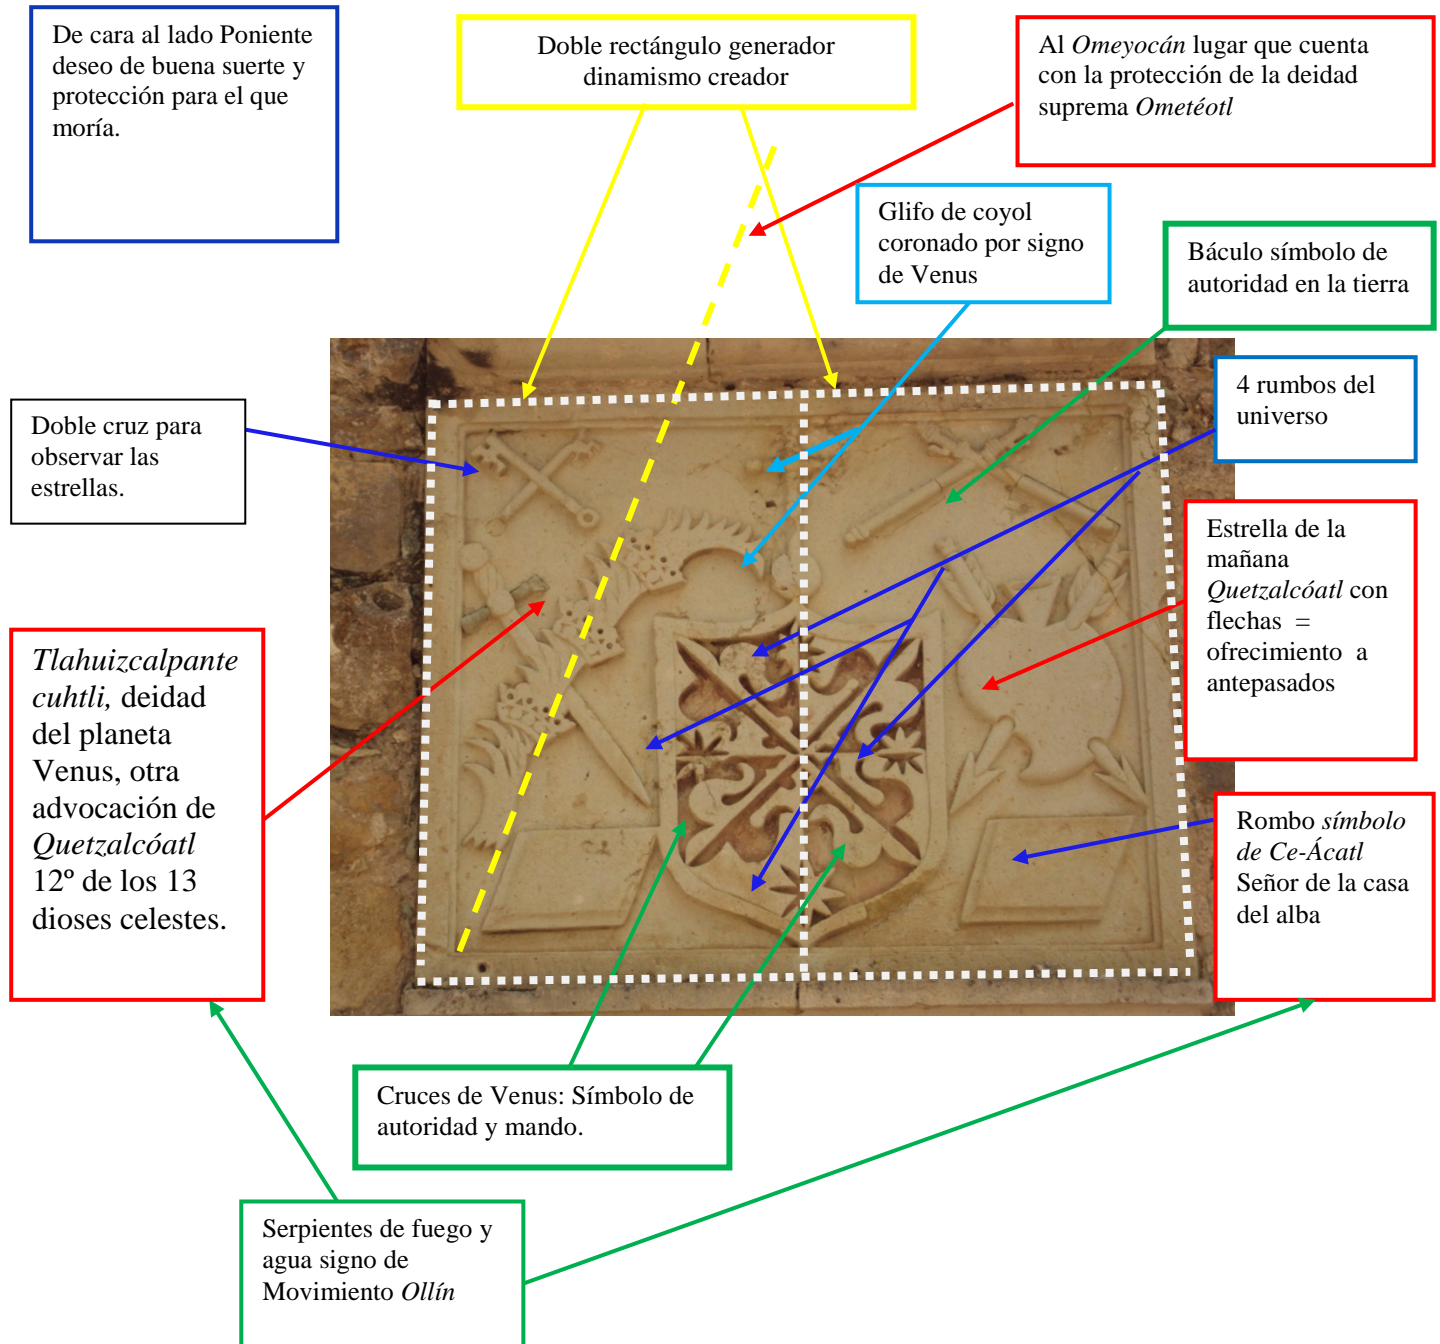 De cara al lado Poniente
deseo de buena suerte y
protección para el que
moría.
Doble rectángulo generador
dinamismo creador
Al Omeyocán lugar que cuenta
con la protección de la deidad
suprema Ometéotl
Glifo de coyol
coronado por signo
de Venus
Báculo símbolo de
autoridad en la tierra
4 rumbos del
universo
Doble cruz para
observar las
estrellas.
Estrella de la
mañana
Quetzalcóatl con
flechas =
ofrecimiento a
antepasados
Tlahuizcalpante
cuhtli, deidad
del planeta
Venus, otra
advocación de
Quetzalcóatl
12º de los 13
dioses celestes.
Rombo símbolo
de Ce-Ácatl
Señor de la casa
del alba
Cruces de Venus: Símbolo de
autoridad y mando.
Serpientes de fuego y
agua signo de
Movimiento Ollín